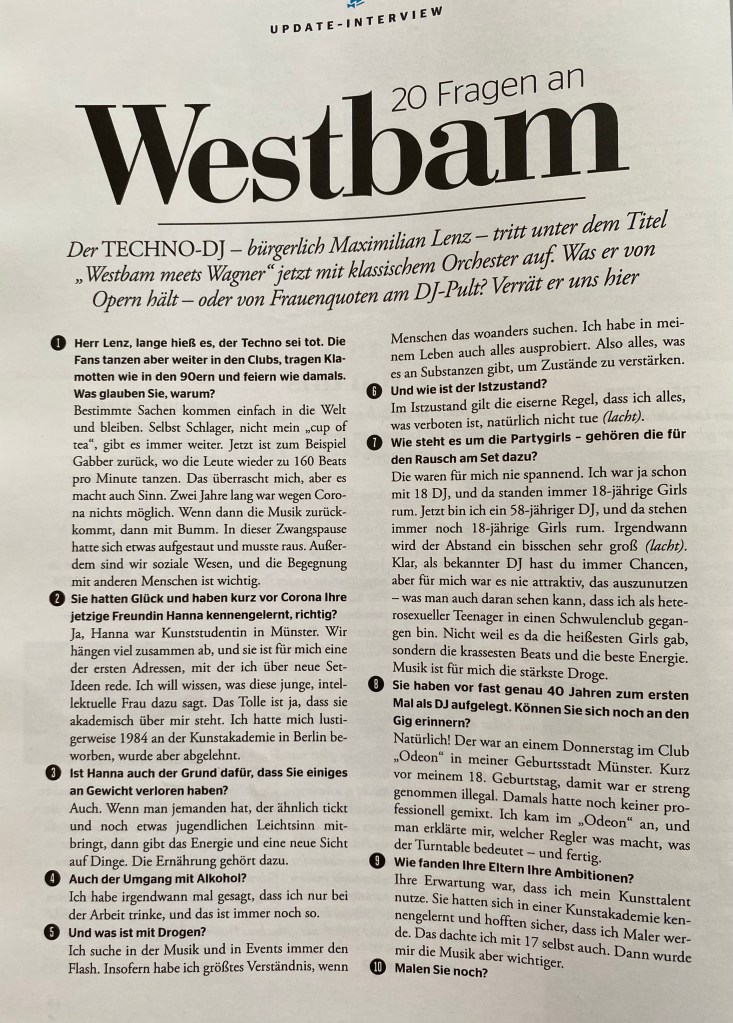 UPDATE-INTERVIEW
20 Fragen an
Westbam
Der TECHNO-DJ – bürgerlich Maximilian Lenz – tritt unter dem Titel
„Westbam meets Wagner“ jetzt mit klassischem Orchester auf. Was er von
Opern hält – oder von Frauenquoten am DJ-Pult? Verrät er uns hier
1 Herr Lenz, lange hieß es, der Techno sei tot. Die
Fans tanzen aber weiter in den Clubs, tragen Kla-
motten wie in den 90ern und feiern wie damals.
Was glauben Sie, warum?
Bestimmte Sachen kommen einfach in die Welt
und bleiben. Selbst Schlager, nicht mein „cup of
tea“, gibt es immer weiter. Jetzt ist zum Beispiel
Gabber zurück, wo die Leute wieder zu 160 Beats
pro Minute tanzen. Das überrascht mich, aber es
macht auch Sinn. Zwei Jahre lang war wegen Coro-
na nichts möglich. Wenn dann die Musik zurück-
kommt, dann mit Bumm. In dieser Zwangspause
hatte sich etwas aufgestaut und musste raus. Außer-
dem sind wir soziale Wesen, und die Begegnung
mit anderen Menschen ist wichtig.
2 Sie hatten Glück und haben kurz vor Corona Ihre
jetzige Freundin Hanna kennengelernt, richtig?
Ja, Hanna war Kunststudentin in Münster. Wir
hängen viel zusammen ab, und sie ist für mich eine
der ersten Adressen, mit der ich über neue Set-
Ideen rede. Ich will wissen, was diese junge, intel-
lektuelle Frau dazu sagt. Das Tolle ist ja, dass sie
akademisch über mir steht. Ich hatte mich lusti-
gerweise 1984 an der Kunstakademie in Berlin be-
worben, wurde aber abgelehnt.
3 Ist Hanna auch der Grund dafür, dass Sie einiges
an Gewicht verloren haben?
Auch. Wenn man jemanden hat, der ähnlich tickt
und noch etwas jugendlichen Leichtsinn mit-
bringt, dann gibt das Energie und eine neue Sicht
auf Dinge. Die Ernährung gehört dazu.
4 Auch der Umgang mit Alkohol?
Ich habe irgendwann mal gesagt, dass ich nur bei
der Arbeit trinke, und das ist immer noch so.
5 Und was ist mit Drogen?
Ich suche in der Musik und in Events immer den
Flash. Insofern habe ich größtes Verständnis, wenn
Menschen das woanders suchen. Ich habe in mei-
nem Leben auch alles ausprobiert. Also alles, was
es an Substanzen gibt, um Zustände zu verstärken.
6 Und wie ist der Istzustand?
Im Istzustand gilt die eiserne Regel, dass ich alles,
was verboten ist, natürlich nicht tue (lacht).
7 Wie steht es um die Partygirls – gehören die für
den Rausch am Set dazu?
Die waren für mich nie spannend. Ich war ja schon
mit 18 DJ, und da standen immer 18-jährige Girls
rum. Jetzt bin ich ein 58-jähriger DJ, und da stehen
immer noch 18-jährige Girls rum. Irgendwann
wird der Abstand ein bisschen sehr groß (lacht).
Klar, als bekannter DJ hast du immer Chancen,
aber für mich war es nie attraktiv, das auszunutzen
– was man auch daran sehen kann, dass ich als hete-
rosexueller Teenager in einen Schwulenclub gegan-
gen bin. Nicht weil es da die heißesten Girls gab,
sondern die krassesten Beats und die beste Energie.
Musik ist für mich die stärkste Droge.
8 Sie haben vor fast genau 40 Jahren zum ersten
Mal als DJ aufgelegt. Können Sie sich noch an den
Gig erinnern?
Natürlich! Der war an einem Donnerstag im Club
„Odeon“ in meiner Geburtsstadt Münster. Kurz
vor meinem 18. Geburtstag, damit war er streng
genommen illegal. Damals hatte noch keiner pro-
fessionell gemixt. Ich kam im „Odeon“ an, und
man erklärte mir, welcher Regler was macht, was
der Turntable bedeutet – und fertig.
9 Wie fanden Ihre Eltern Ihre Ambitionen?
Ihre Erwartung war, dass ich mein Kunsttalent
nutze. Sie hatten sich in einer Kunstakademie ken-
nengelernt und hofften sicher, dass ich Maler wer-
de. Das dachte ich mit 17 selbst auch. Dann wurde
mir die Musik aber wichtiger.
10 Malen Sie noch?